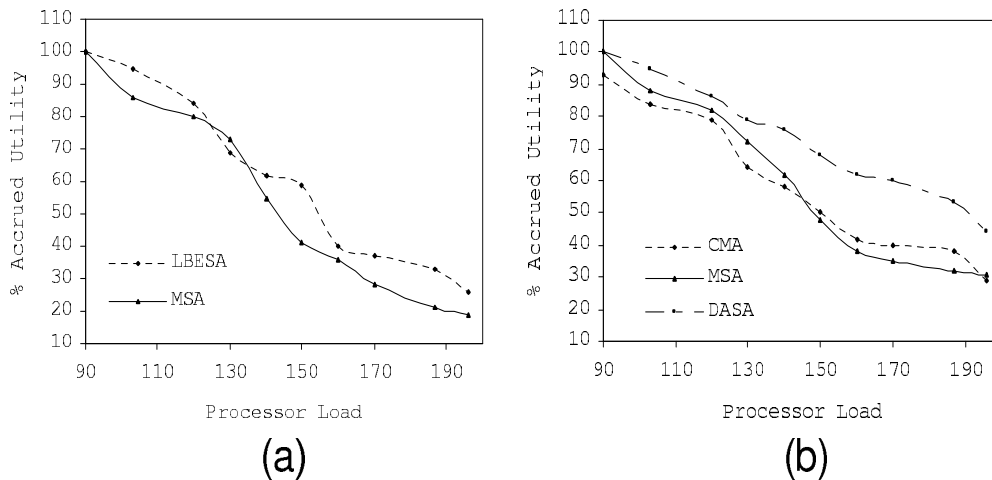 110
100
90
80
70
60
50
40
30
20
10
% Accrued Utility
LBESA
MSA
90 110 130 150 170 190
Processor Load
(a)
110
100
90
80
70
60
50
40
30
20
10
% Accrued Utility
CMA
MSA
DASA
90 110 130 150 170 190
Processor Load
(b)